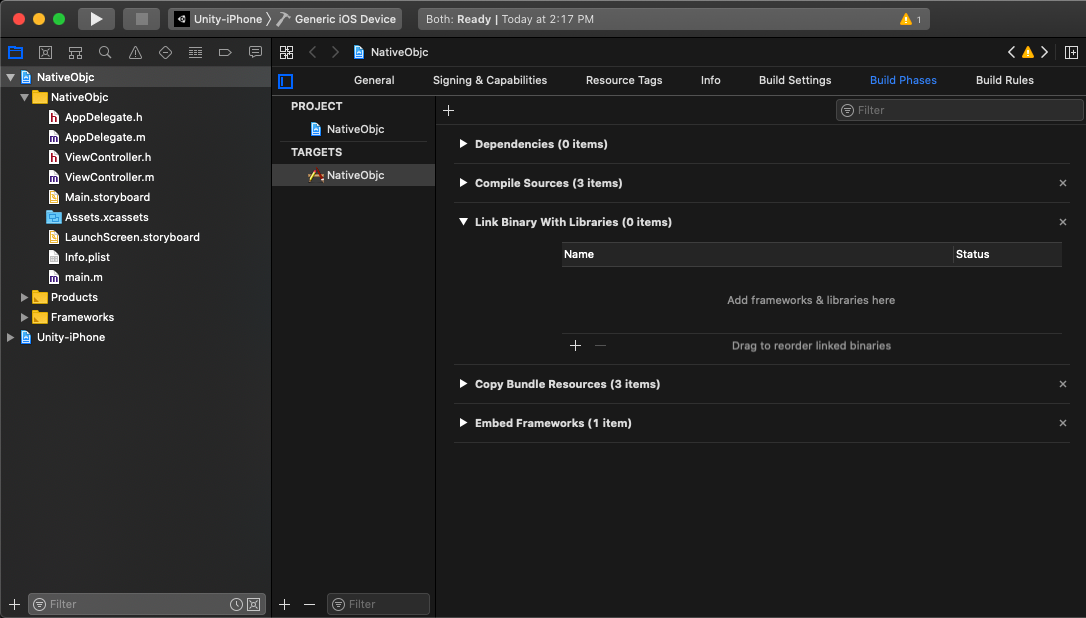 Unity-iPhone
Generic iOS Device
Both: Ready | Today at 2:17 PM
1
NativeObjc
NativeObjc
NativeObjc
AppDelegate.h
AppDelegate.m
ViewController.h
ViewController.m
Main.storyboard
Assets.xcassets
LaunchScreen.storyboard
Info.plist
main.m
Products
Frameworks
Unity-iPhone
Filter
General
Signing & Capabilities
Resource Tags
Info
Build Settings
Build Phases
Build Rules
PROJECT
NativeObjc
TARGETS
NativeObjc
Filter
Filter
Dependencies (0 items)
Compile Sources (3 items)
Link Binary With Libraries (0 items)
Name
Status
Add frameworks & libraries here
Drag to reorder linked binaries
Copy Bundle Resources (3 items)
Embed Frameworks (1 item)